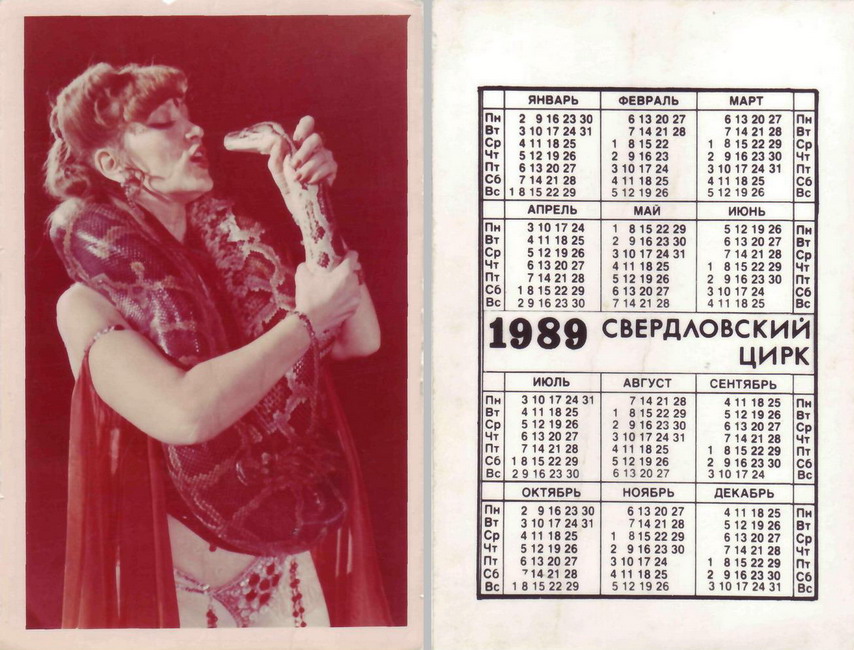 ЯНВАРЬ ФЕВРАЛЬ МАРТ
Пн 2 9 16 23 30 6 13 20 27 6 13 20 27 Пн
Вт 3 10 17 24 31 7 14 21 28 7 14 21 28 Вт
Ср 4 11 18 25 1 8 15 22 1 8 15 22 29 Ср
Чт 5 12 19 26 2 9 16 23 2 9 16 23 30 Чт
Пт 6 13 20 27 3 10 17 24 3 10 17 24 31 Пт
Сб 7 14 21 28 4 11 18 25 4 11 18 25 Сб
Вс 1 8 15 22 29 5 12 19 26 5 12 19 26 Вс
АПРЕЛЬ МАЙ ИЮНЬ
Пн 3 10 17 24 1 8 15 22 29 5 12 19 26 Пн
Вт 4 11 18 25 2 9 16 23 30 6 13 20 27 Вт
Ср 5 12 19 26 3 10 17 24 31 7 14 21 28 Ср
Чт 6 13 20 27 4 11 18 25 1 8 15 22 29 Чт
Пт 7 14 21 28 5 12 19 26 2 9 16 23 30 Пт
Сб 1 8 15 22 29 6 13 20 27 3 10 17 24 Сб
Вс 2 9 16 23 30 7 14 21 28 4 11 18 25 Вс
1989 СВЕРДЛОВСКИЙ
ЦИРК
ИЮЛЬ АВГУСТ СЕНТЯБРЬ
Пн 3 10 17 24 31 7 14 21 28 4 11 18 25 Пн
Вт 4 11 18 25 1 8 15 22 29 5 12 19 26 Вт
Ср 5 12 19 26 2 9 16 23 30 6 13 20 27 Ср
Чт 6 13 20 27 3 10 17 24 31 7 14 21 28 Чт
Пт 7 14 21 28 4 11 18 25 1 8 15 22 29 Пт
Сб 1 8 15 22 29 5 12 19 26 2 9 16 23 30 Сб
Вс 2 9 16 23 30 6 13 20 27 3 10 17 24 Вс
ОКТЯБРЬ НОЯБРЬ ДЕКАБРЬ
Пн 2 9 16 23 30 6 13 20 27 4 11 18 25 Пн
Вт 3 10 17 24 31 7 14 21 28 5 12 19 26 Вт
Ср 4 11 18 25 1 8 15 22 29 6 13 20 27 Ср
Чт 5 12 19 26 2 9 16 23 30 7 14 21 28 Чт
Пт 6 13 20 27 3 10 17 24 1 8 15 22 29 Пт
Сб 7 14 21 28 4 11 18 25 2 9 16 23 30 Сб
Вс 1 8 15 22 29 5 12 19 26 3 10 17 24 31 Вс